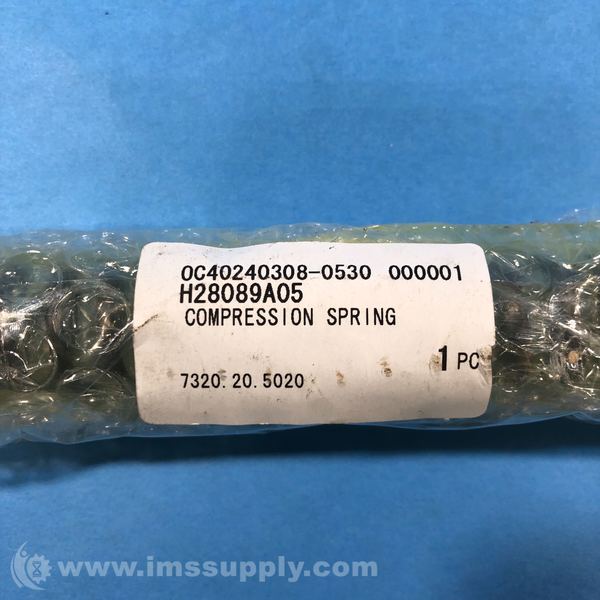 0C40240308-0530 000001
H28089A05
COMPRESSION SPRING
1 PC
7320.20.5020
www.imssupply.com